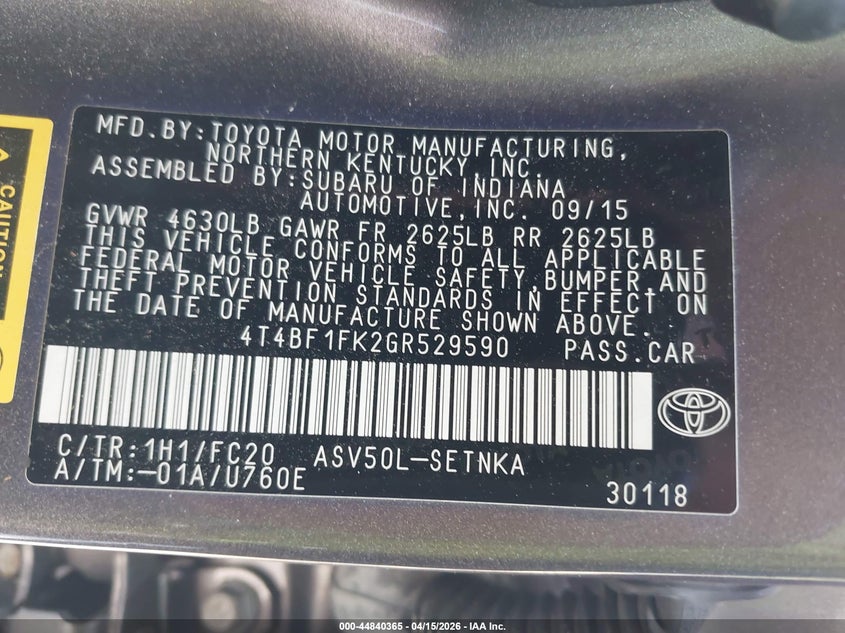 MFD.BY:TOYOTA MOTOR MANUFACTURING,
NORTHERN KENTUCKY,INC.
ASSEMBLED BY:SUBARU OF INDIANA
AUTOMOTIVE,INC. 09/15
GVWR 4630LB GAWR FR 2625LB RR 2625LB
THIS VEHICLE CONFORMS TO ALL APPLICABLE
FEDERAL MOTOR VEHICLE SAFETY,BUMPER,AND
THEFT PREVENTION STANDARDS IN EFFECT ON
THE DATE OF MANUFACTURE SHOWN ABOVE.
4T4BF1FK2GR529590 PASS.CAR
C/TR:1H1/FC20 ASV50L-SETNKA
A/TM:-01A/U760E
30118
CAUTION
000-44840365 - 04/15/2026 - IAA Inc.